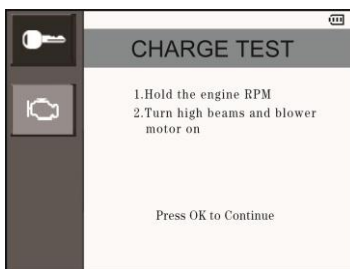 CHARGE TEST
1.Hold the engine RPM
2.Turn high beams and blower
motor on
Press OK to Continue